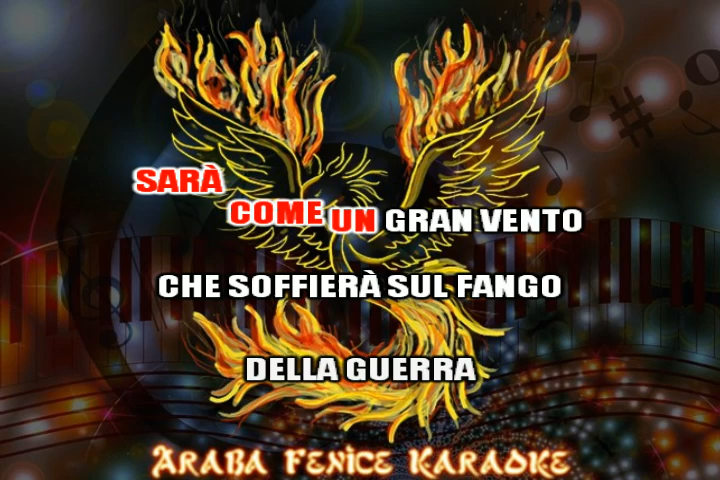 SARÀ COME UN GRAN VENTO
CHE SOFFIERÀ SUL FANGO
DELLA GUERRA
ARABA FENICE KARAOKE